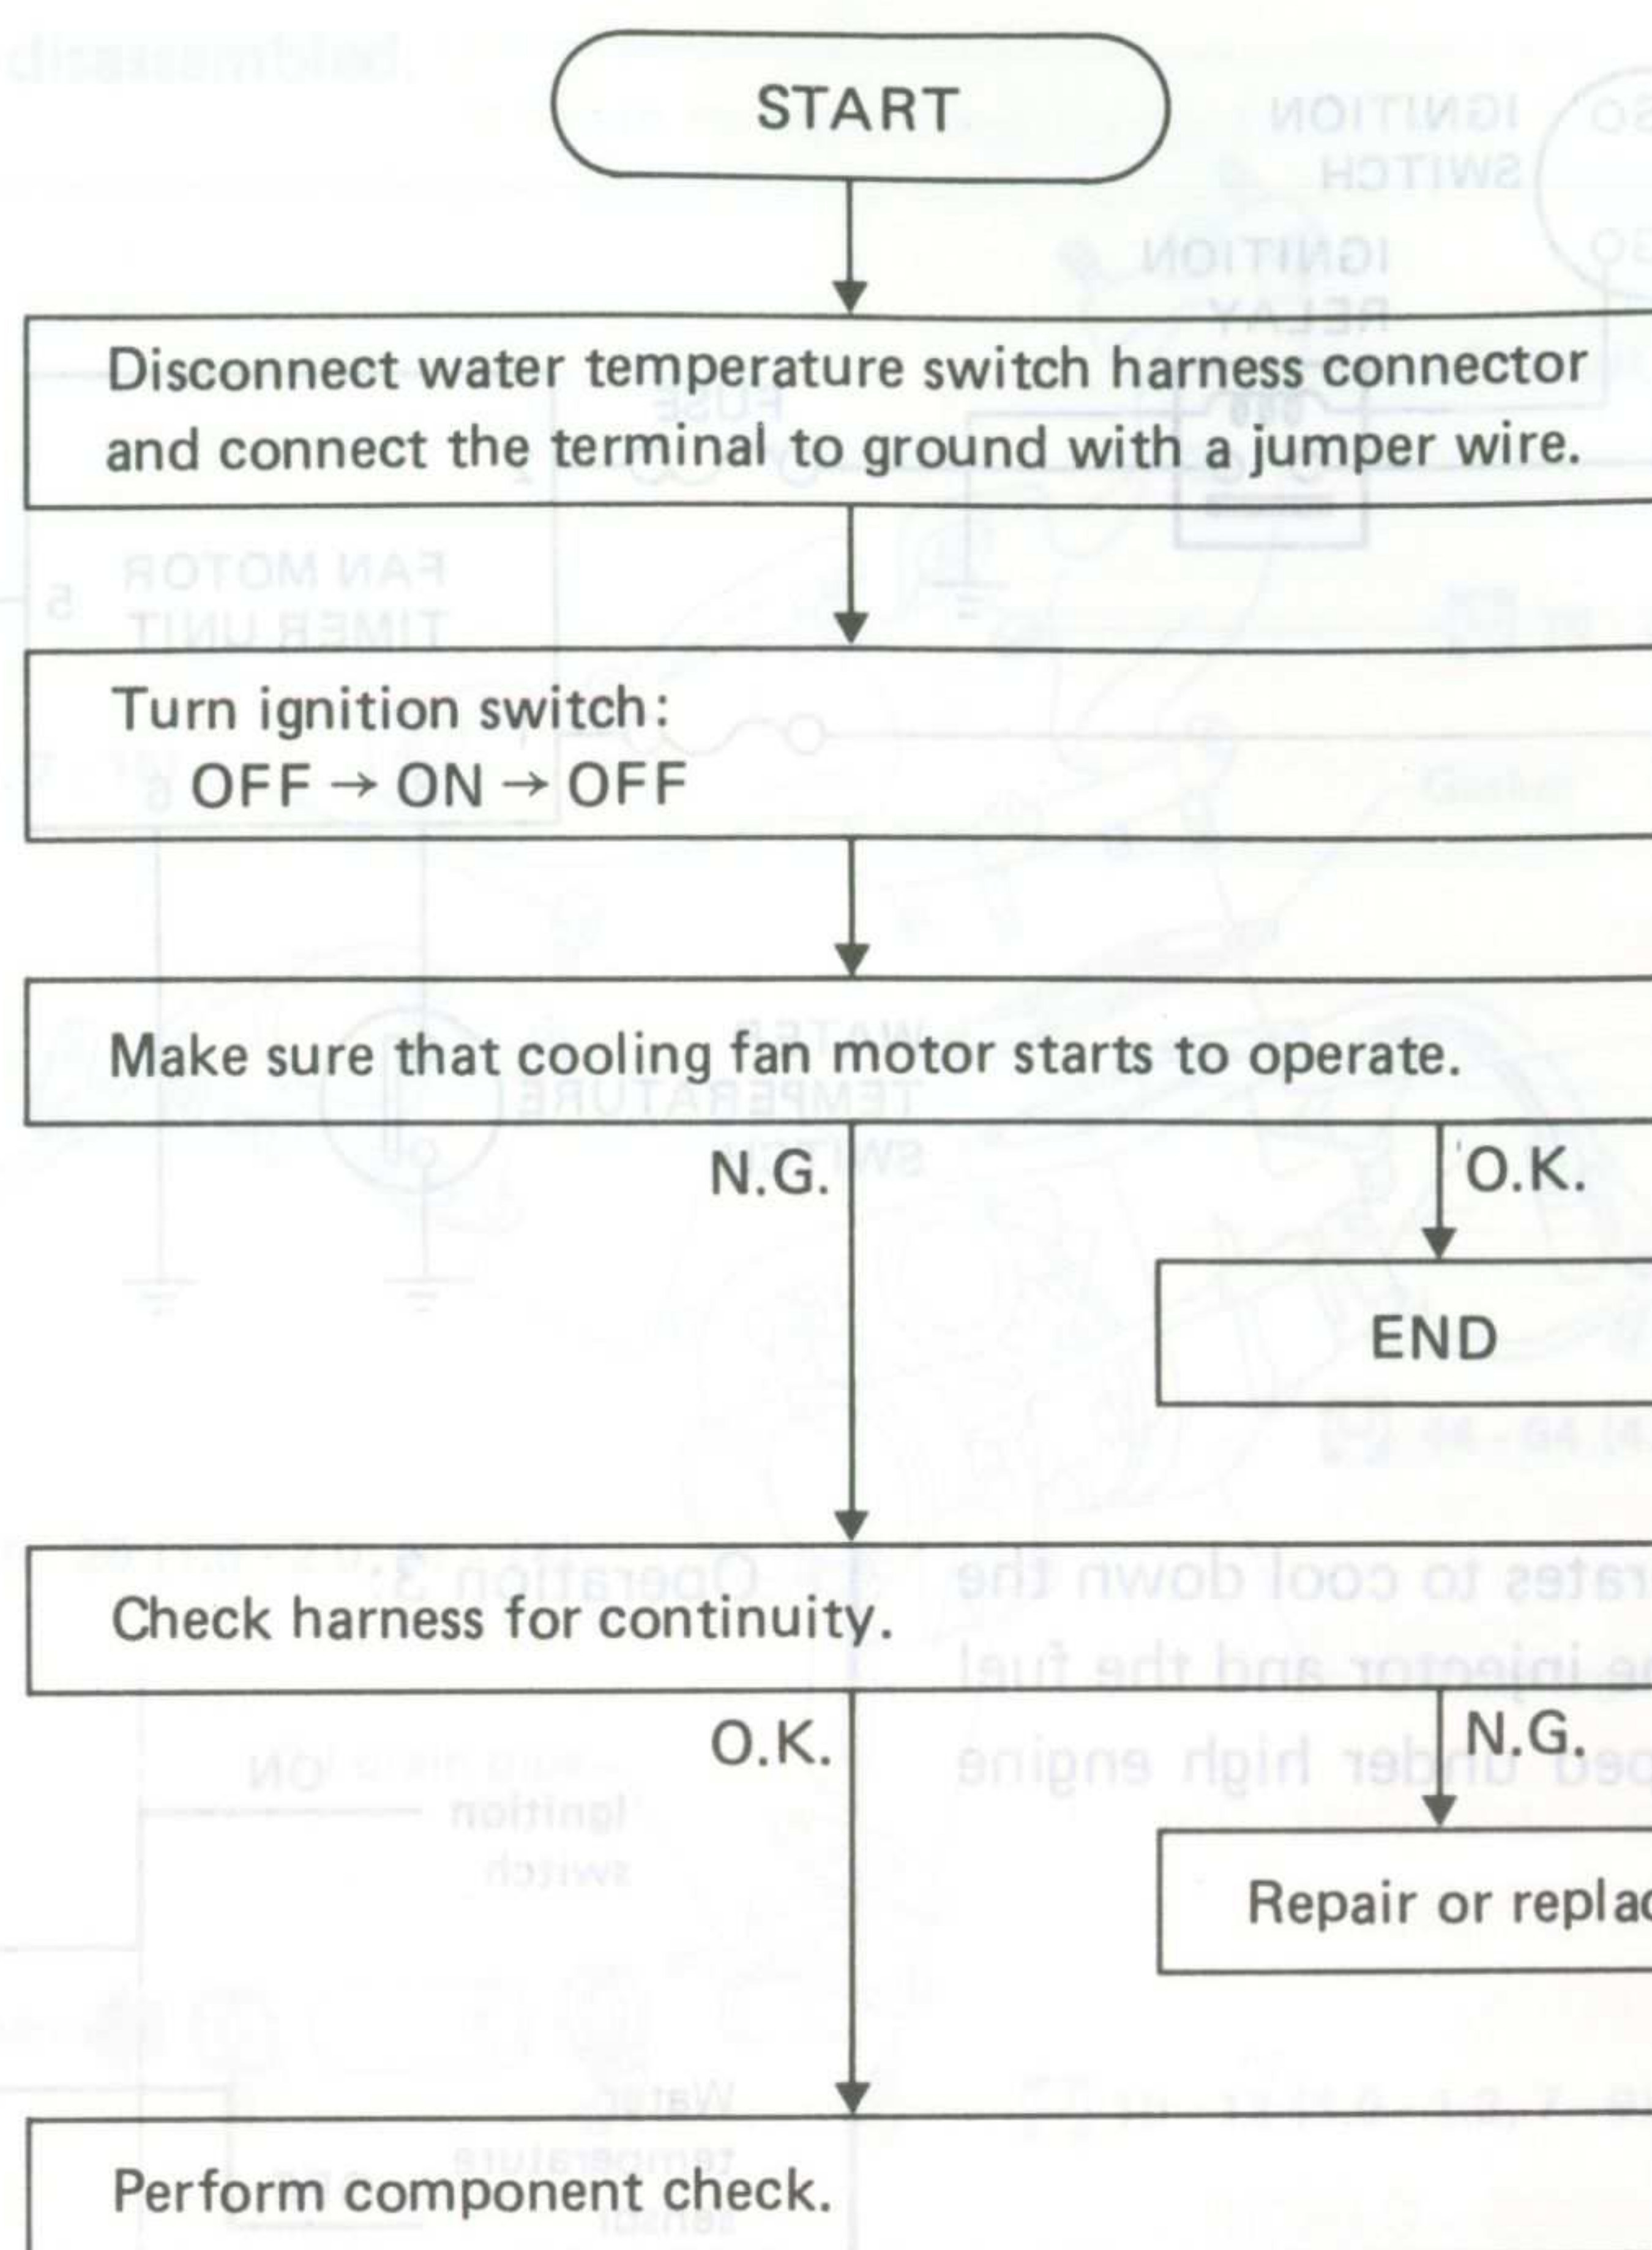 START
Disconnect water temperature switch harness connector
and connect the terminal to ground with a jumper wire.
Turn ignition switch:
OFF → ON → OFF
Make sure that cooling fan motor starts to operate.
N.G.
O.K.
END
Check harness for continuity.
O.K.
N.G.
Repair or
Perform component check.